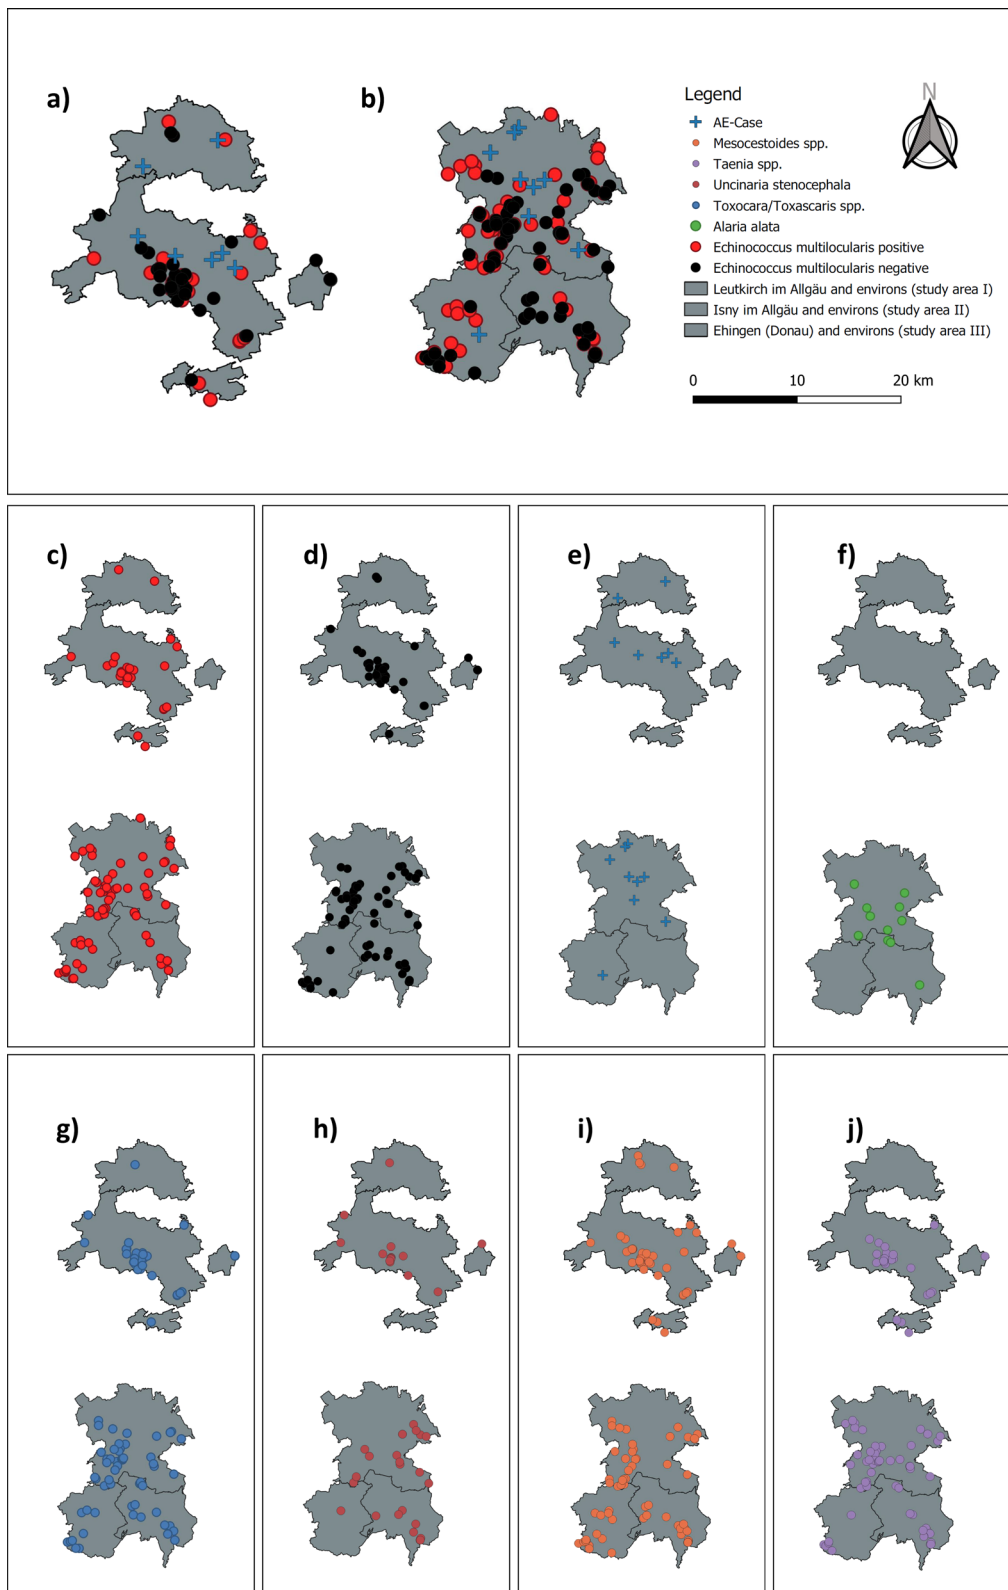 a)
b)
Legend
AE-Case
Mesocestoides spp.
Taenia spp.
Uncinaria stenocephala
Toxocara/Toxascaris spp.
Alaria alata
Echinococcus multilocularis positive
Echinococcus multilocularis negative
Leutkirch im Allgäu and environs (study area I)
Isny im Allgäu and environs (study area II)
Ehingen (Donau) and environs (study area III)
N
0 10 20 km
c)
d)
e)
f)
g)
h)
i)
j)